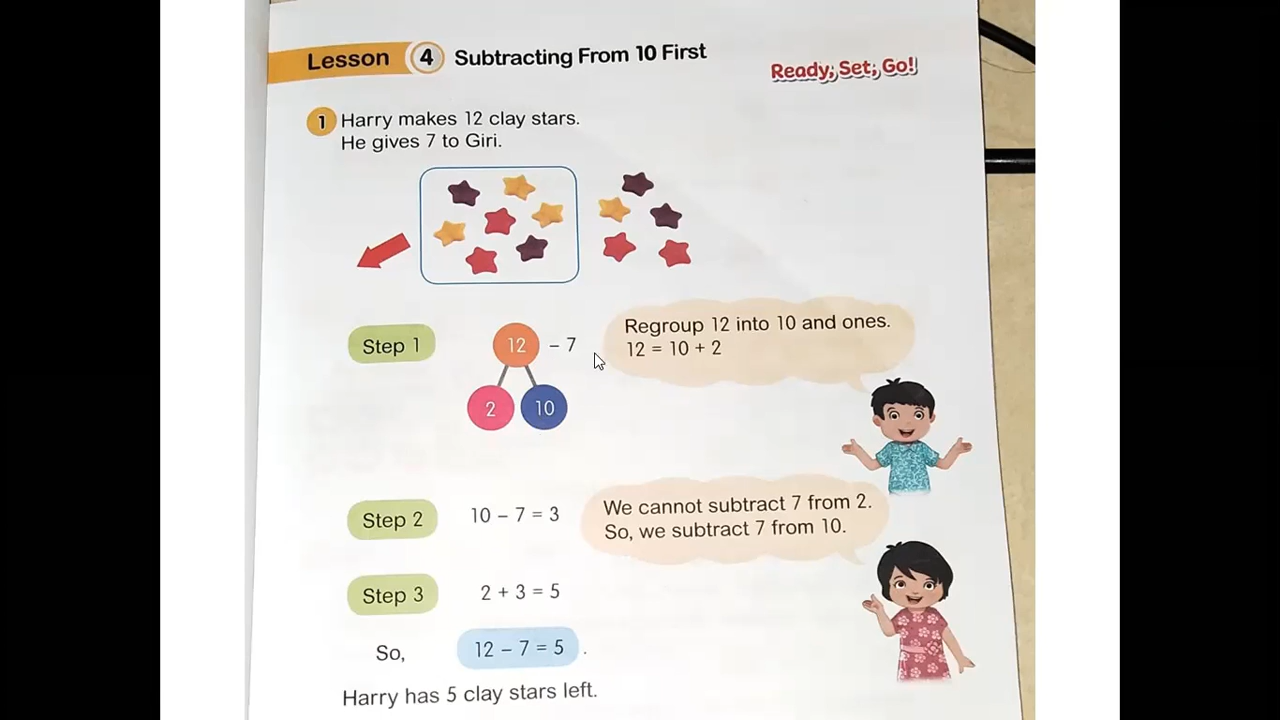 Lesson 4 Subtracting From 10 First
Ready, Set, Go!
1 Harry makes 12 clay stars.
He gives 7 to Giri.
Step 1
12 – 7
2 10
Regroup 12 into 10 and ones.
12 = 10 + 2
Step 2
10 – 7 = 3
We cannot subtract 7 from 2.
So, we subtract 7 from 10.
Step 3
2 + 3 = 5
So,
12 – 7 = 5 .
Harry has 5 clay stars left.